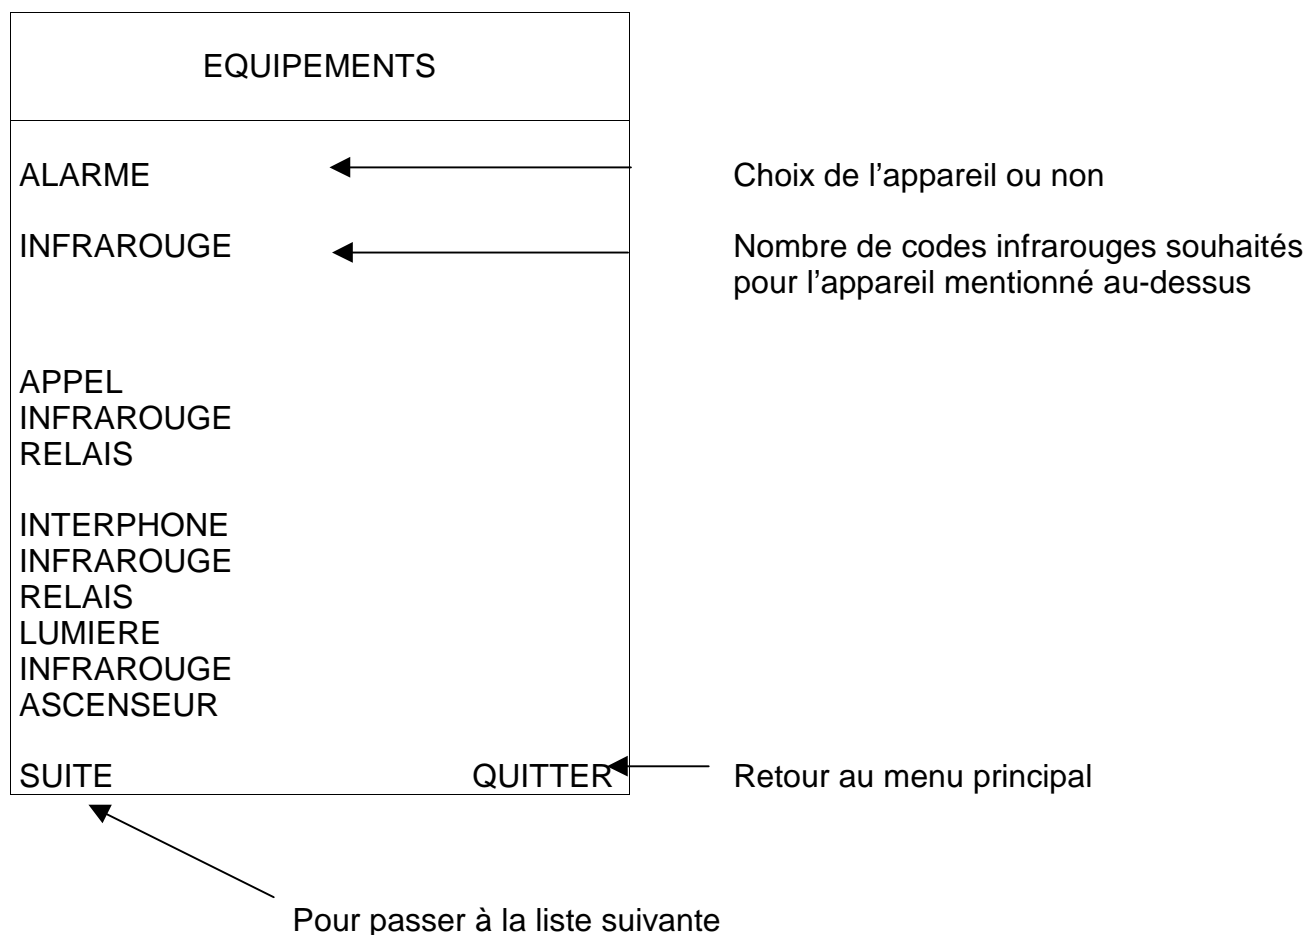 EQUIPEMENTS
ALARME
Choix de l'appareil ou non
INFRAROUGE
Nombre de codes infrarouges souhaités
pour l'appareil mentionné au-dessus
APPEL
INFRAROUGE
RELAIS
INTERPHONE
INFRAROUGE
RELAIS
LUMIERE
INFRAROUGE
ASCENSEUR
SUITE QUITTER
Retour au menu principal
Pour passer à la liste suivante